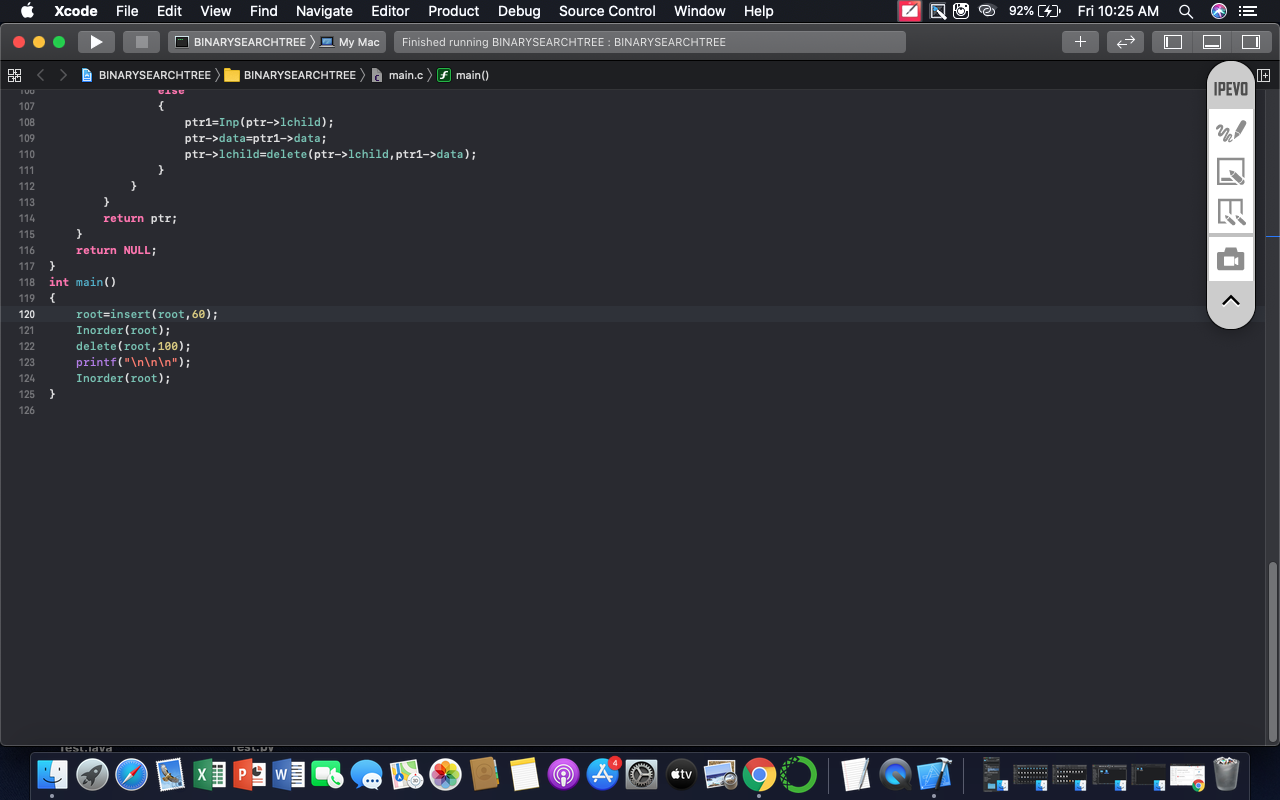 Xcode File Edit View Find Navigate Editor Product Debug Source Control Window Help 92% Fri 10:25 AM
BINARYSEARCHTREE 〉 My Mac Finished running BINARYSEARCHTREE : BINARYSEARCHTREE
BINARYSEARCHTREE 〉 BINARYSEARCHTREE 〉 main.c 〉 main()
IPEVO
106 else
107 {
108 ptr1=Inp(ptr->lchild);
109 ptr->data=ptr1->data;
110 ptr->lchild=delete(ptr->lchild,ptr1->data);
111 }
112 }
113 }
114 return ptr;
115 }
116 return NULL;
117 }
118 int main()
119 {
120 root=insert(root,60);
121 Inorder(root);
122 delete(root,100);
123 printf("\n\n\n");
124 Inorder(root);
125 }
126
Test.java Test.py
4
tv